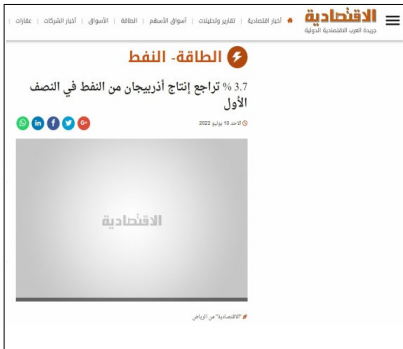 الاقتصادية
جريدة العرب الاقتصادية الدولية
أخبار اقتصادية | تقارير وتحليلات | أسواق الأسهم | الطاقة | الأسواق | أخبار الشركات | عقارات
الطاقة- النفط
3.7 % تراجع إنتاج أذربيجان من النفط في النصف
الأول
الاحد 10 يوليو 2022
الاقتصادية
"الاقتصادية" من الرياض